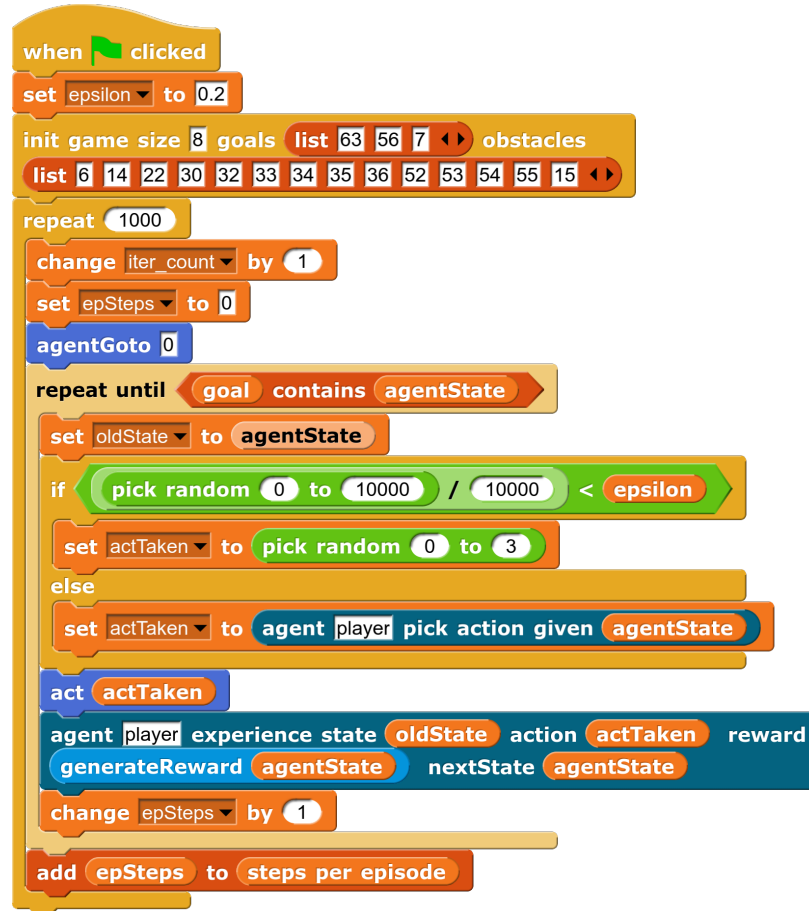 when clicked
set epsilon to 0.2
init game size 8 goals list 63 56 7 obstacles
list 6 14 22 30 32 33 34 35 36 52 53 54 55 15
repeat 1000
change iter_count by 1
set epSteps to 0
agentGoto 0
repeat until goal contains agentState
set oldState to agentState
if pick random 0 to 10000 / 10000 < epsilon
set actTaken to pick random 0 to 3
else
set actTaken to agent player pick action given agentState
act actTaken
agent player experience state oldState action actTaken reward
generateReward agentState nextState agentState
change epSteps by 1
add epSteps to steps per episode